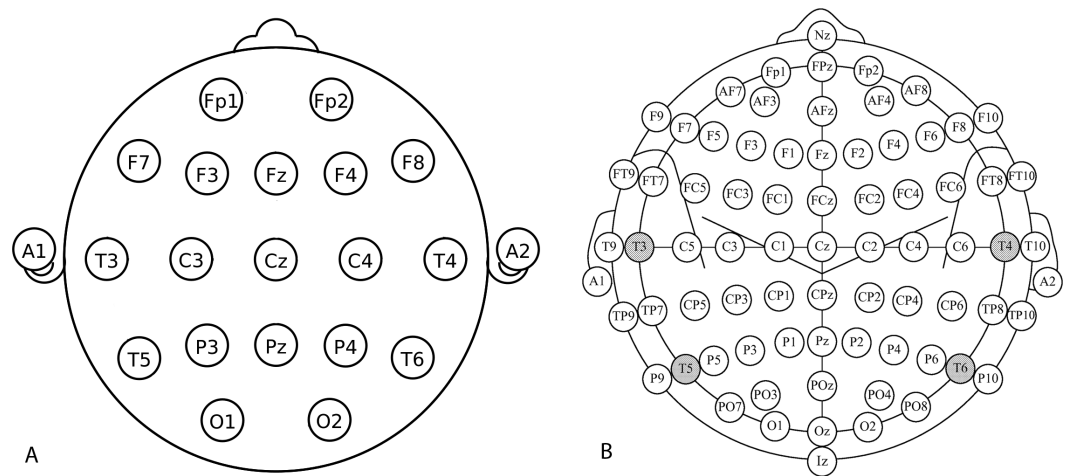 Fp1 Fp2
F7 F3 Fz F4 F8
A1 T3 C3 Cz C4 T4 A2
T5 P3 Pz P4 T6
O1 O2
A
Nz
Fp1 FPz Fp2
AF7 AF3 AFz AF4 AF8
F9 F7 F5 F3 F1 Fz F2 F4 F6 F8 F10
FT9 FT7 FC5 FC3 FC1 FCz FC2 FC4 FC6 FT8 FT10
T9 T3 C5 C3 C1 Cz C2 C4 C6 T4 T10
A1 A2
TP9 TP7 CP5 CP3 CP1 CPz CP2 CP4 CP6 TP8 TP10
P9 T5 P5 P3 P1 Pz P2 P4 P6 T6 P10
PO7 PO3 POz PO4 PO8
O1 Oz O2
Iz
B